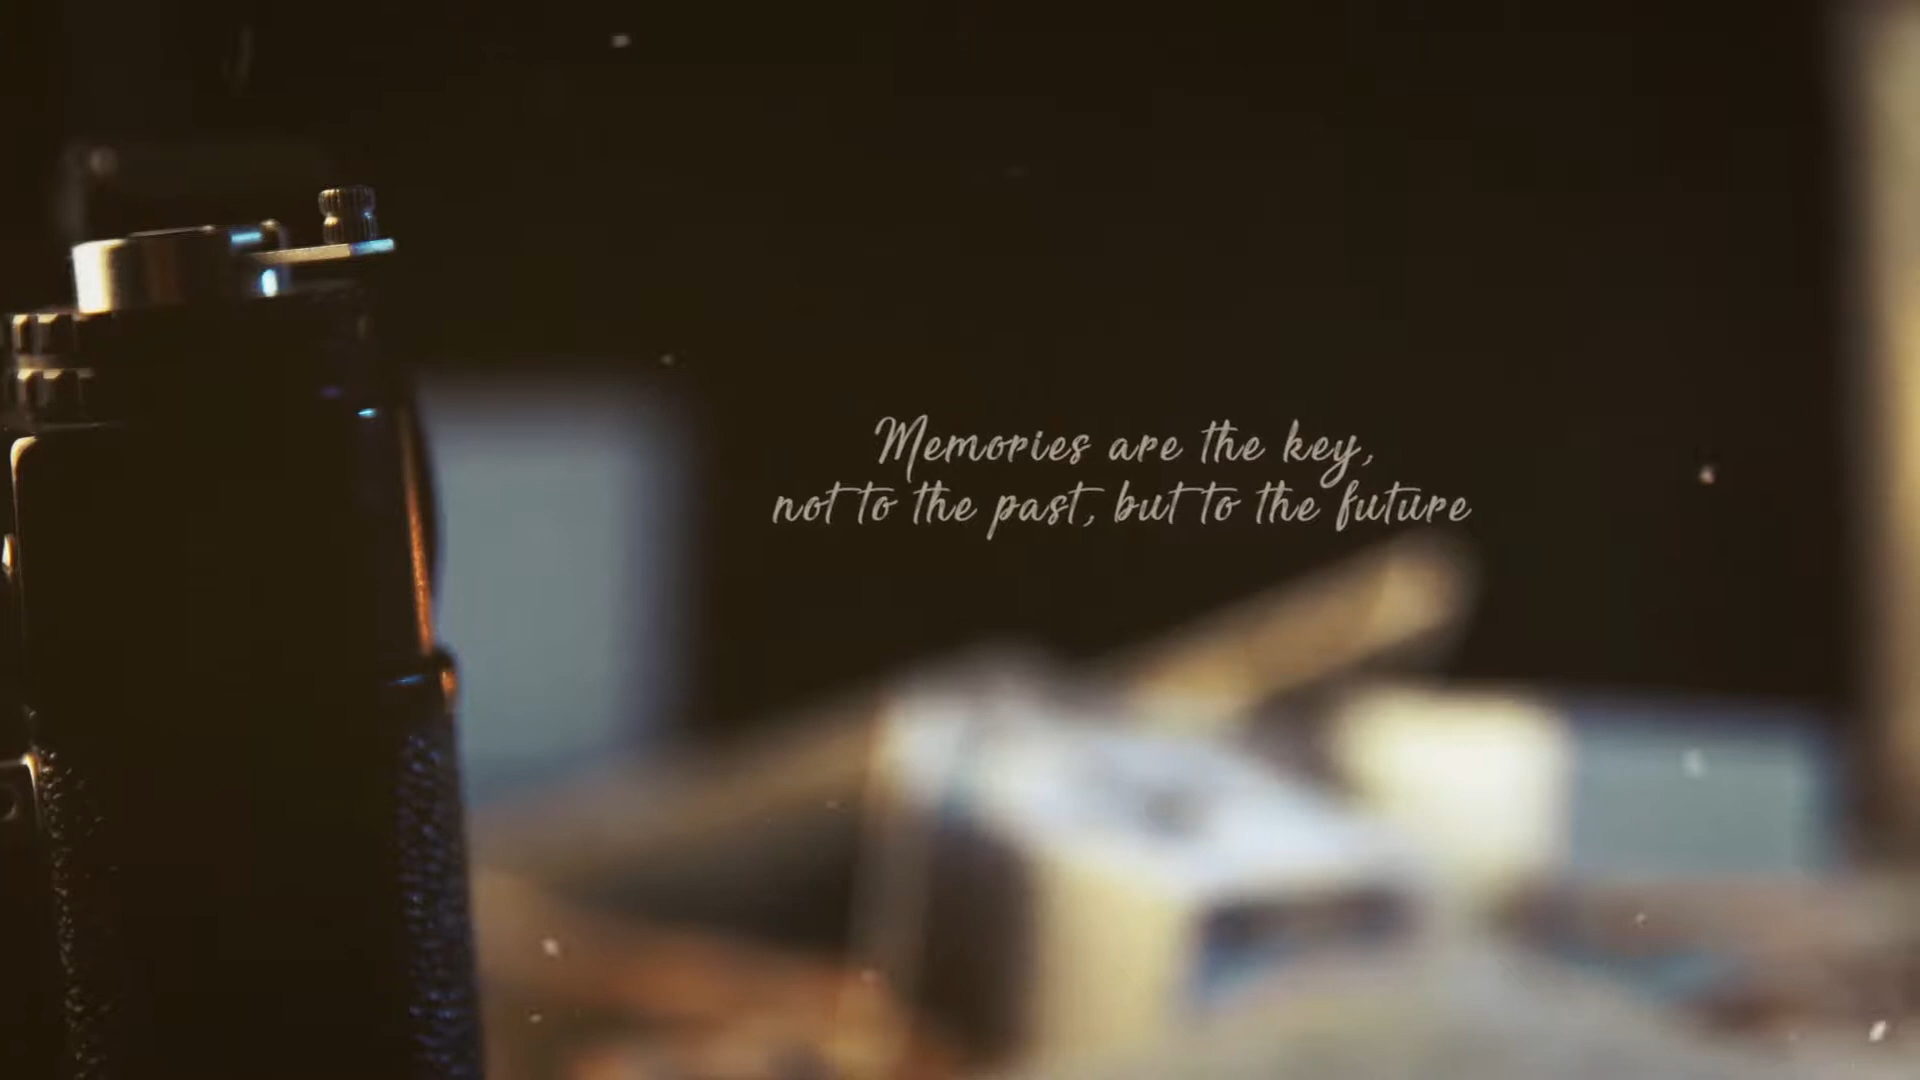 Memories are the key,
not to the past, but to the future